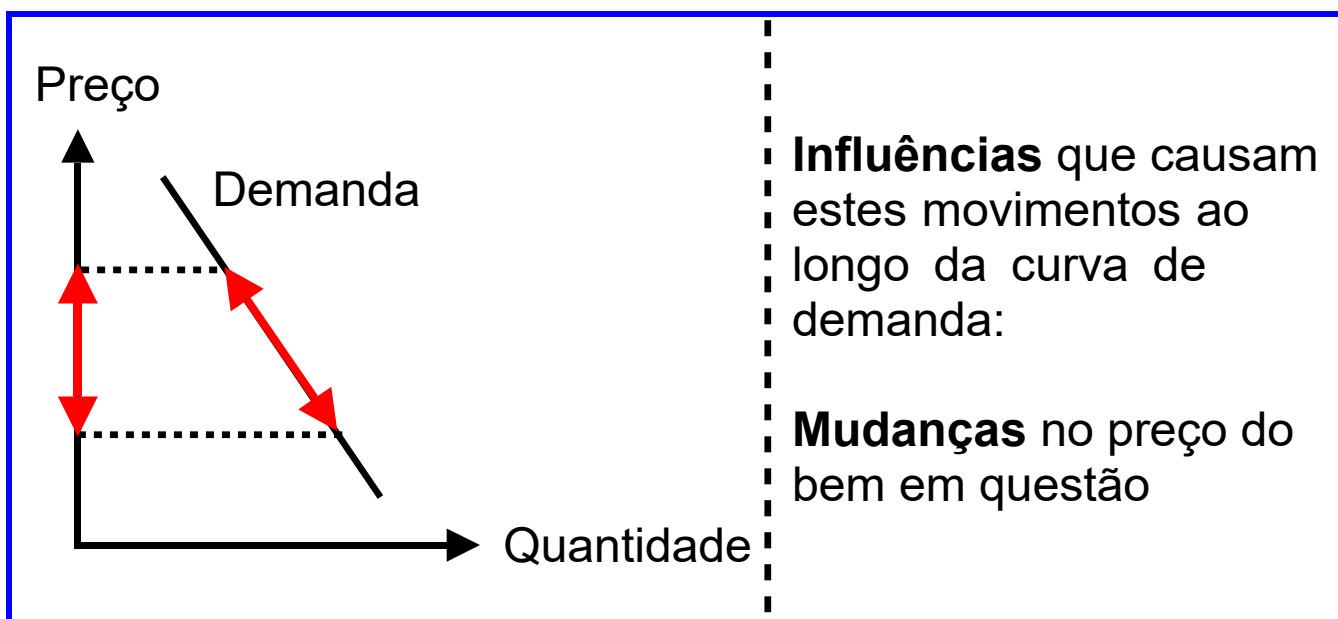 Preço
Demanda
Quantidade
Influências que causam
estes movimentos ao
longo da curva de
demanda:
Mudanças no preço do
bem em questão